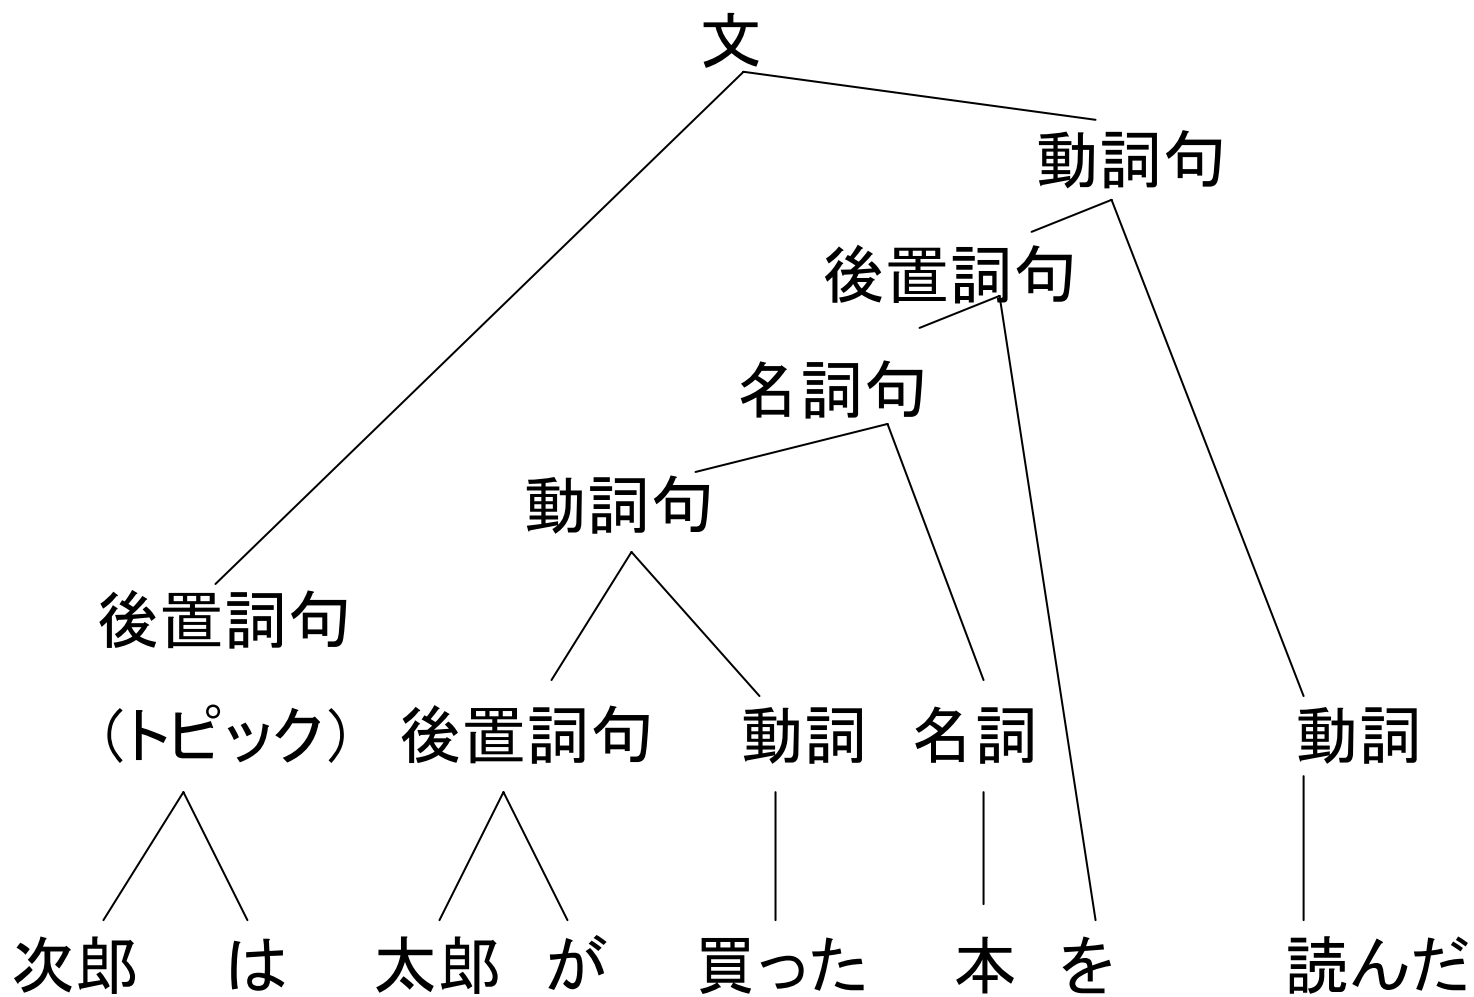 文
動詞句
後置詞句
名詞句
動詞句
後置詞句
（トピック） 後置詞句 動詞 名詞 動詞
次郎 は 太郎 が 買った 本 を 読んだ